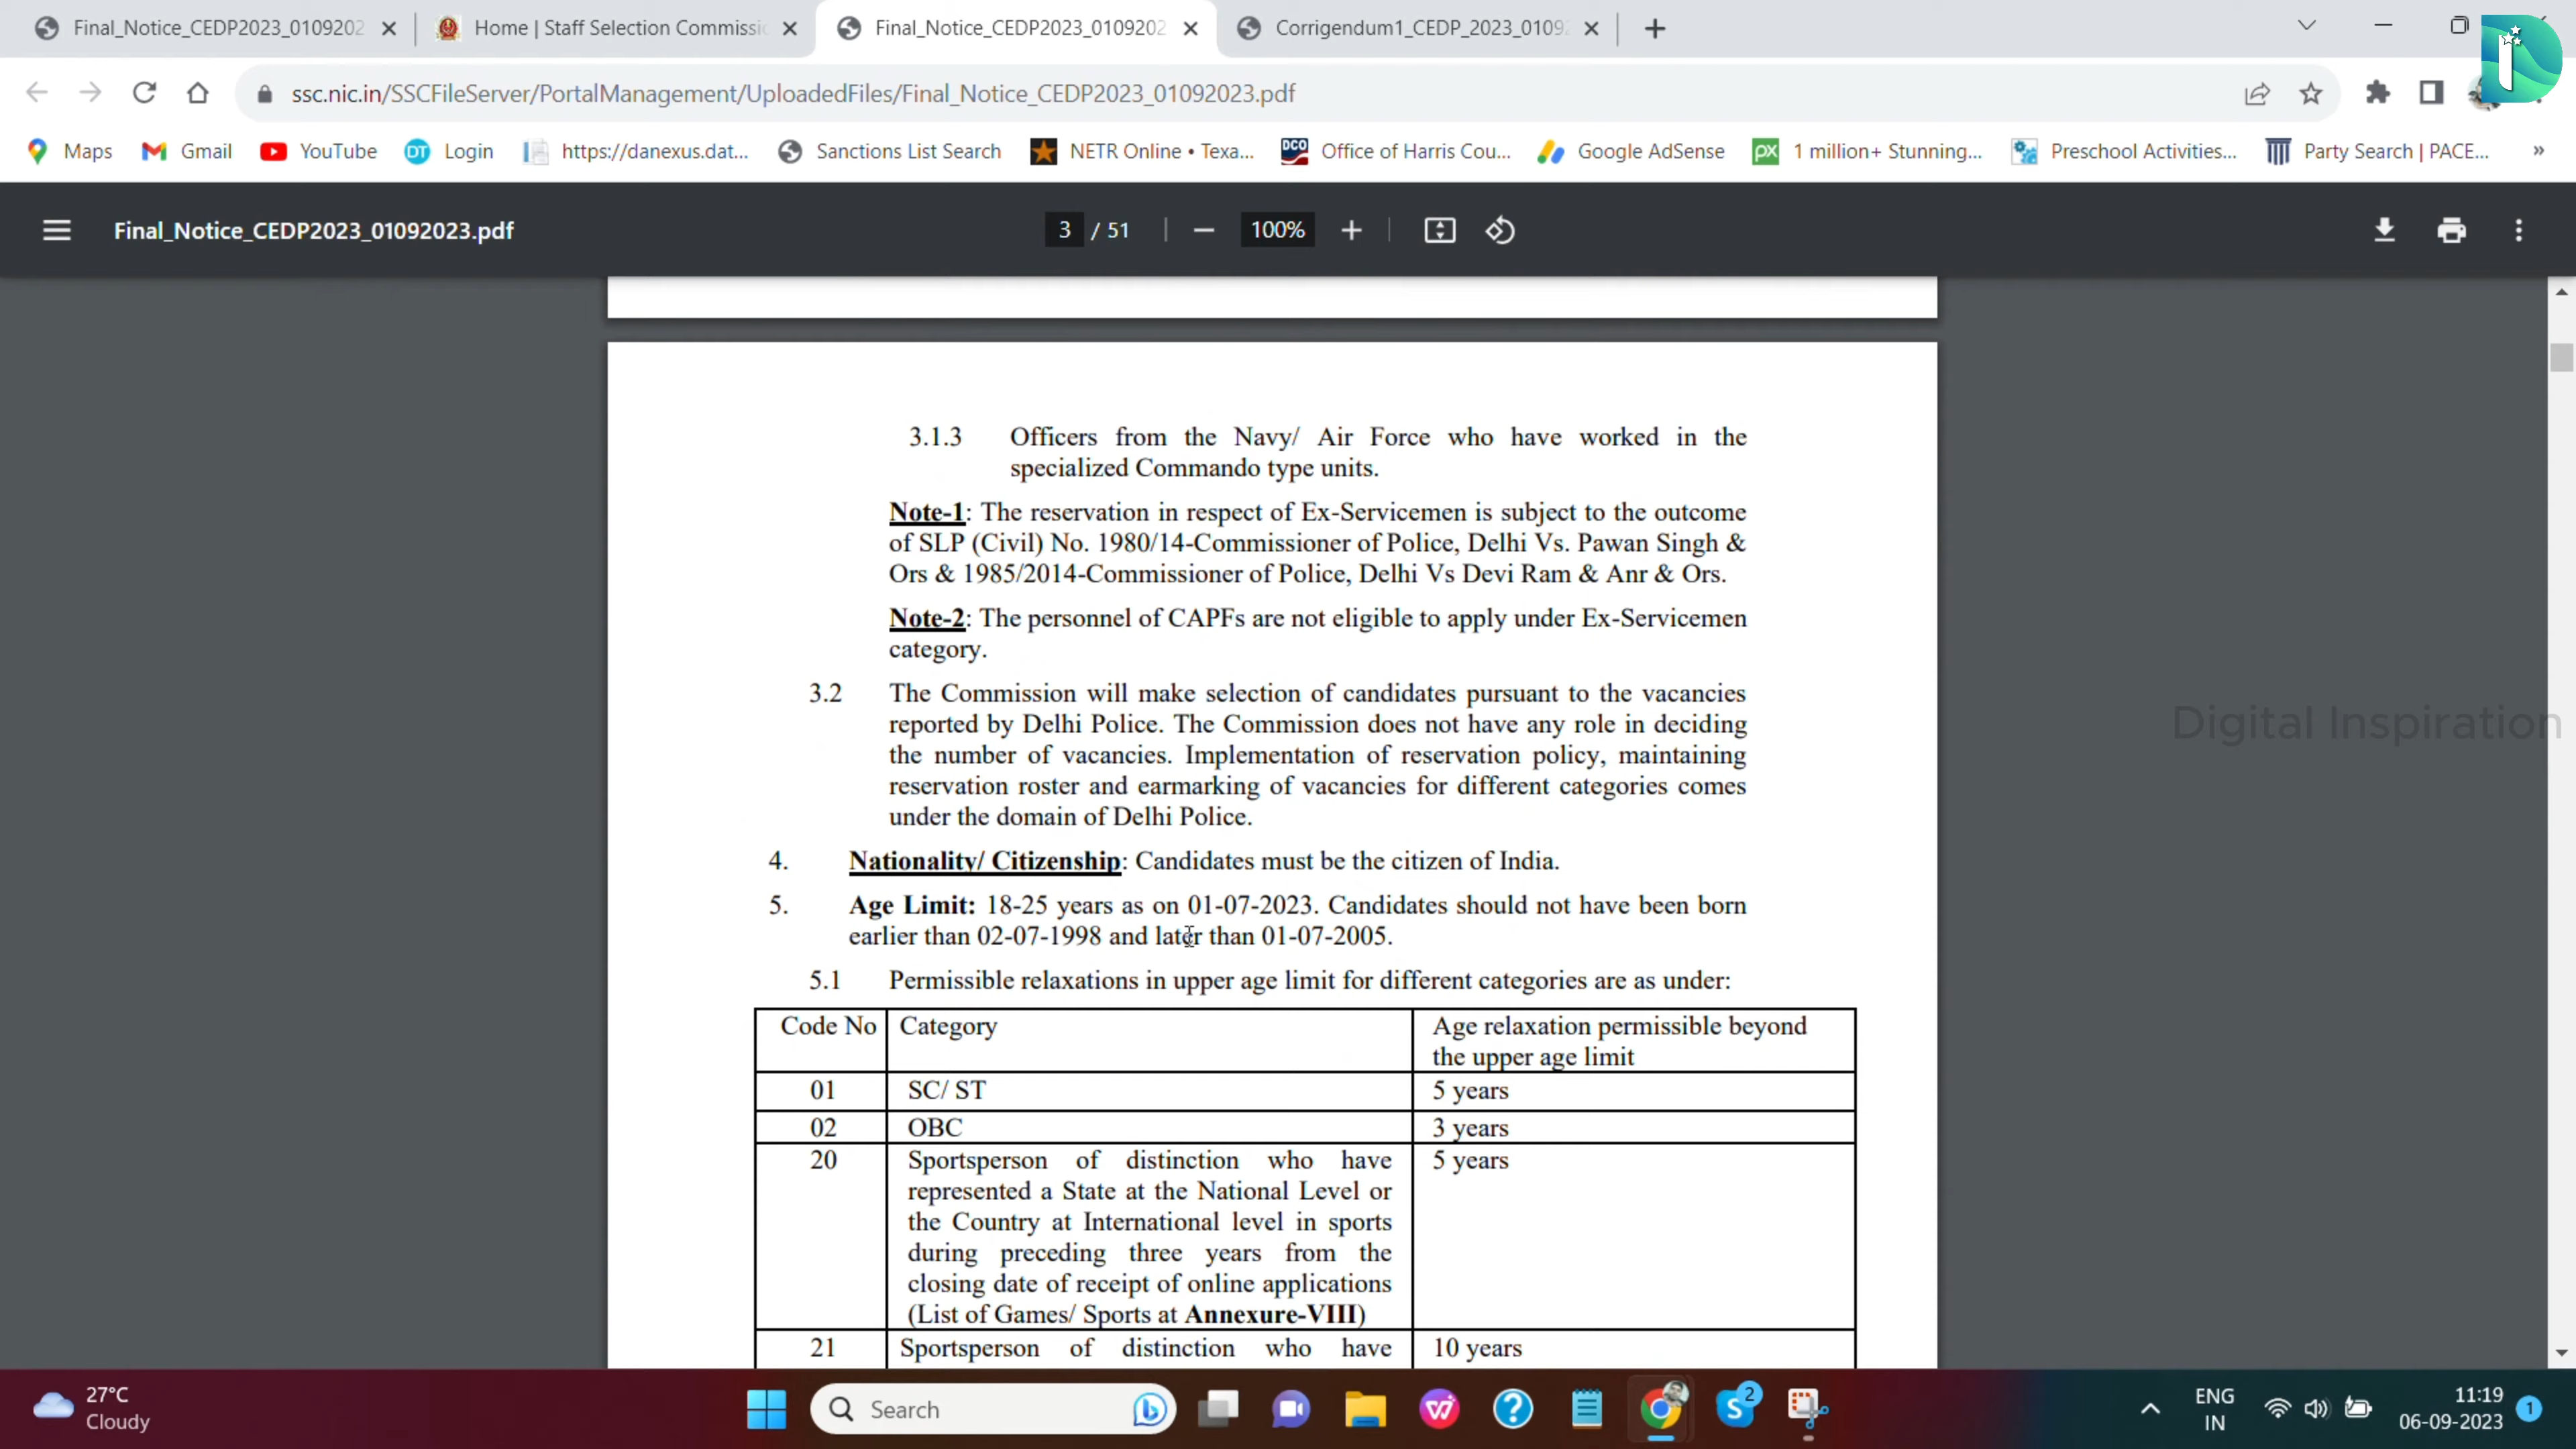 Final_Notice_CEDP2023_0109202
Home | Staff Selection Commissic
Final_Notice_CEDP2023_0109202
Corrigendum1_CEDP_2023_0109
ssc.nic.in/SSCFileServer/PortalManagement/UploadedFiles/Final_Notice_CEDP2023_01092023.pdf
Maps
Gmail
YouTube
DT
Login
https://danexus.dat...
Sanctions List Search
NETR Online • Texa...
DCO
Office of Harris Cou...
Google AdSense
px
1 million+ Stunning...
Preschool Activities...
Party Search | PACE...
»
Final_Notice_CEDP2023_01092023.pdf
3 / 51
100%
3.1.3 Officers from the Navy/ Air Force who have worked in the
specialized Commando type units.
Note-1: The reservation in respect of Ex-Servicemen is subject to the outcome
of SLP (Civil) No. 1980/14-Commissioner of Police, Delhi Vs. Pawan Singh &
Ors & 1985/2014-Commissioner of Police, Delhi Vs Devi Ram & Anr & Ors.
Note-2: The personnel of CAPFs are not eligible to apply under Ex-Servicemen
category.
3.2 The Commission will make selection of candidates pursuant to the vacancies
reported by Delhi Police. The Commission does not have any role in deciding
the number of vacancies. Implementation of reservation policy, maintaining
reservation roster and earmarking of vacancies for different categories comes
under the domain of Delhi Police.
Digital Inspiration
4. Nationality/ Citizenship: Candidates must be the citizen of India.
5. Age Limit: 18-25 years as on 01-07-2023. Candidates should not have been born
earlier than 02-07-1998 and later than 01-07-2005.
5.1 Permissible relaxations in upper age limit for different categories are as under:
Code No Category Age relaxation permissible beyond
the upper age limit
01 SC/ ST 5 years
02 OBC 3 years
20 Sportsperson of distinction who have 5 years
represented a State at the National Level or
the Country at International level in sports
during preceding three years from the
closing date of receipt of online applications
(List of Games/ Sports at Annexure-VIII)
21 Sportsperson of distinction who have 10 years
27°C
Cloudy
Search
S 2
ENG
IN
11:19
06-09-2023
1